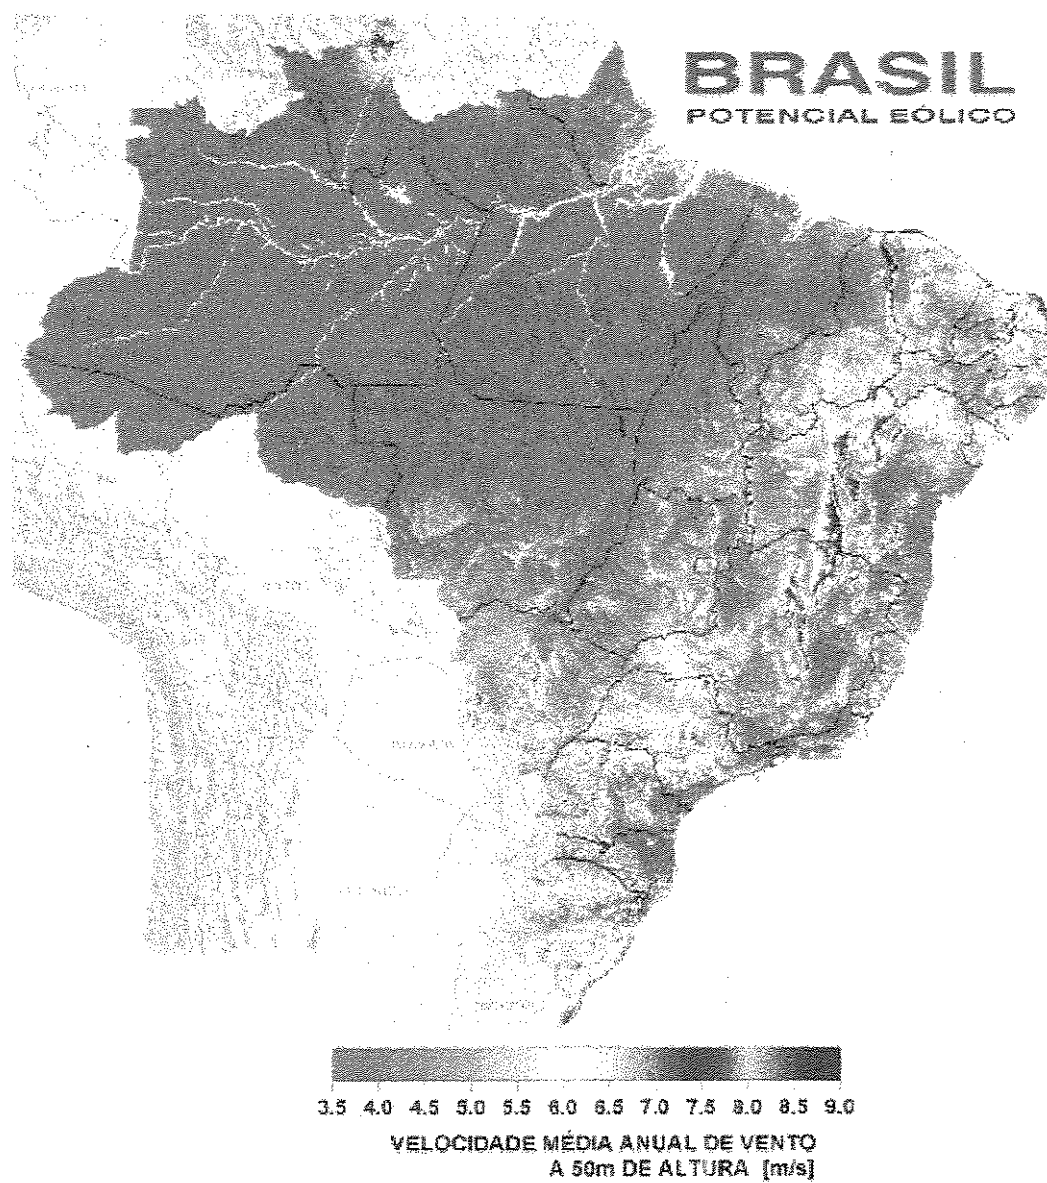 BRASIL
POTENCIAL EÓLICO
3.5 4.0 4.5 5.0 5.5 6.0 6.5 7.0 7.5 8.0 8.5 9.0
VELOCIDADE MÉDIA ANUAL DE VENTO
A 50m DE ALTURA [m/s]